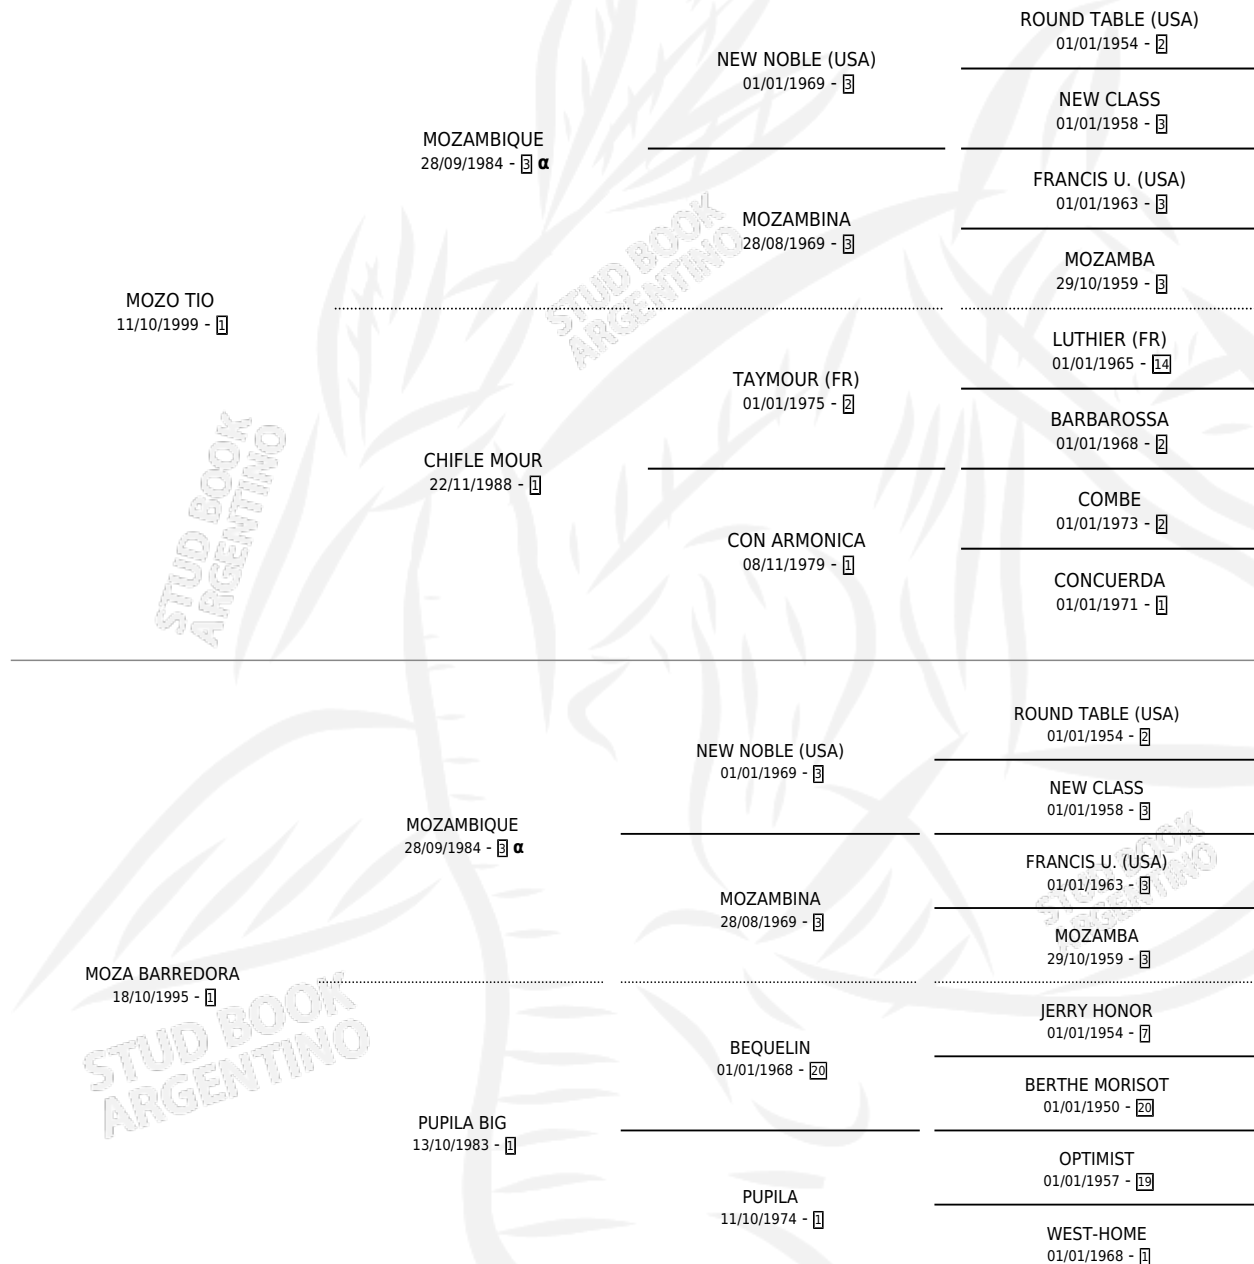 ROUND TABLE (USA)
01/01/1954 - 2
NEW NOBLE (USA)
01/01/1969 - 3
NEW CLASS
01/01/1958 - 3
MOZAMBIQUE
28/09/1984 - 3 α
FRANCIS U. (USA)
01/01/1963 - 3
MOZAMBINA
28/08/1969 - 3
MOZAMBA
29/10/1959 - 3
MOZO TIO
11/10/1999 - 1
LUTHIER (FR)
01/01/1965 - 14
TAYMOUR (FR)
01/01/1975 - 2
BARBAROSSA
01/01/1968 - 2
CHIFLE MOUR
22/11/1988 - 1
COMBE
01/01/1973 - 2
CON ARMONICA
08/11/1979 - 1
CONCUERDA
01/01/1971 - 1
STUD BOOK
ARGENTINO
STUD BOOK
ARGENTINO
ROUND TABLE (USA)
01/01/1954 - 2
NEW NOBLE (USA)
01/01/1969 - 3
NEW CLASS
01/01/1958 - 3
MOZAMBIQUE
28/09/1984 - 3 α
FRANCIS U. (USA)
01/01/1963 - 3
MOZAMBINA
28/08/1969 - 3
MOZAMBA
29/10/1959 - 3
MOZA BARREDORA
18/10/1995 - 1
JERRY HONOR
01/01/1954 - 7
BEQUELIN
01/01/1968 - 20
BERTHE MORISOT
01/01/1950 - 20
PUPILA BIG
13/10/1983 - 1
OPTIMIST
01/01/1957 - 19
PUPILA
11/10/1974 - 1
WEST-HOME
01/01/1968 - 1
STUD BOOK
ARGENTINO
STUD BOOK
ARGENTINO